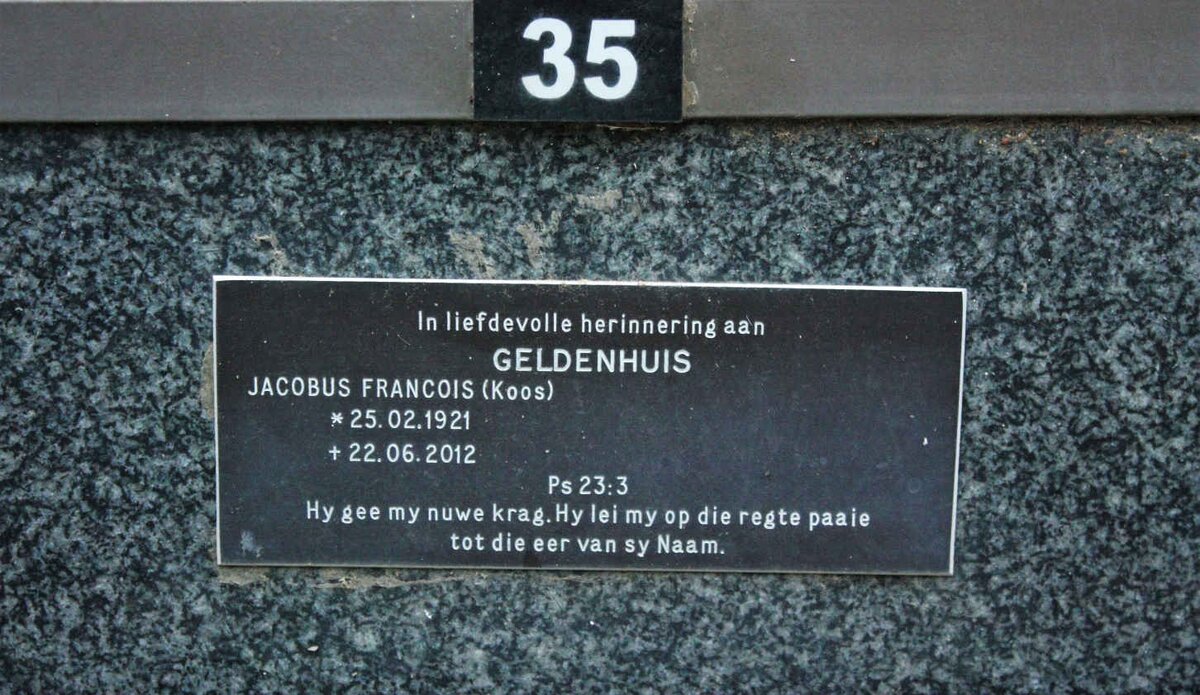 35
In liefdevolle herinnering aan
GELDENHUIS
JACOBUS FRANCOIS (Koos)
* 25.02.1921
+ 22.06.2012
Ps 23:3
Hy gee my nuwe krag. Hy lei my op die regte paaie
tot die eer van sy Naam.